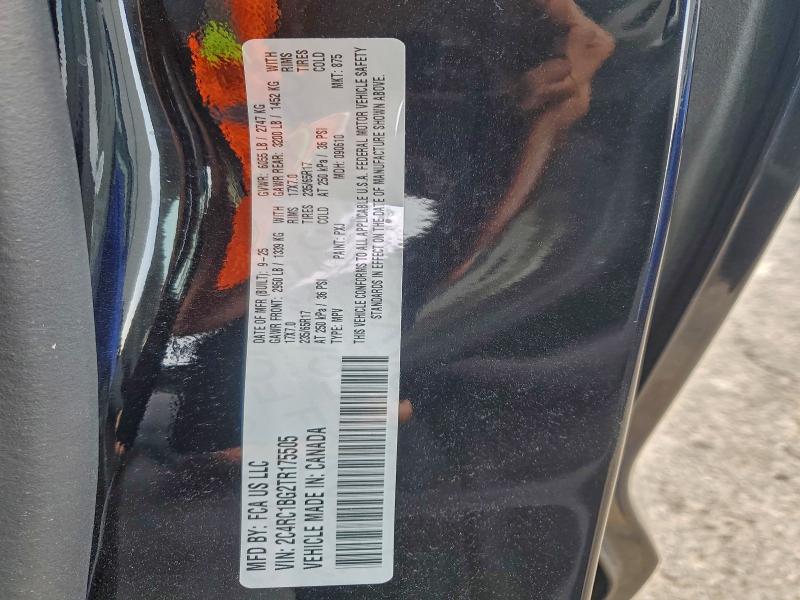 MFD BY: FCA US LLC
VIN: 2C4RC1BG2TR175505
VEHICLE MADE IN: CANADA
DATE OF MFR (BUILT): 9-25 GVWR: 6055 LB / 2747 KG
GAWR FRONT: 2950 LB / 1339 KG WITH GAWR REAR: 3200 LB / 1452 KG WITH
17X7.0 RIMS 17X7.0 RIMS
235/65R17 TIRES 235/65R17 TIRES
AT 250 kPa / 36 PSI COLD AT 250 kPa / 36 PSI COLD
TYPE: MPV PAINT: PXJ MDH: 090610 MKT: 875
THIS VEHICLE CONFORMS TO ALL APPLICABLE U.S.A. FEDERAL MOTOR VEHICLE SAFETY
STANDARDS IN EFFECT ON THE DATE OF MANUFACTURE SHOWN ABOVE.